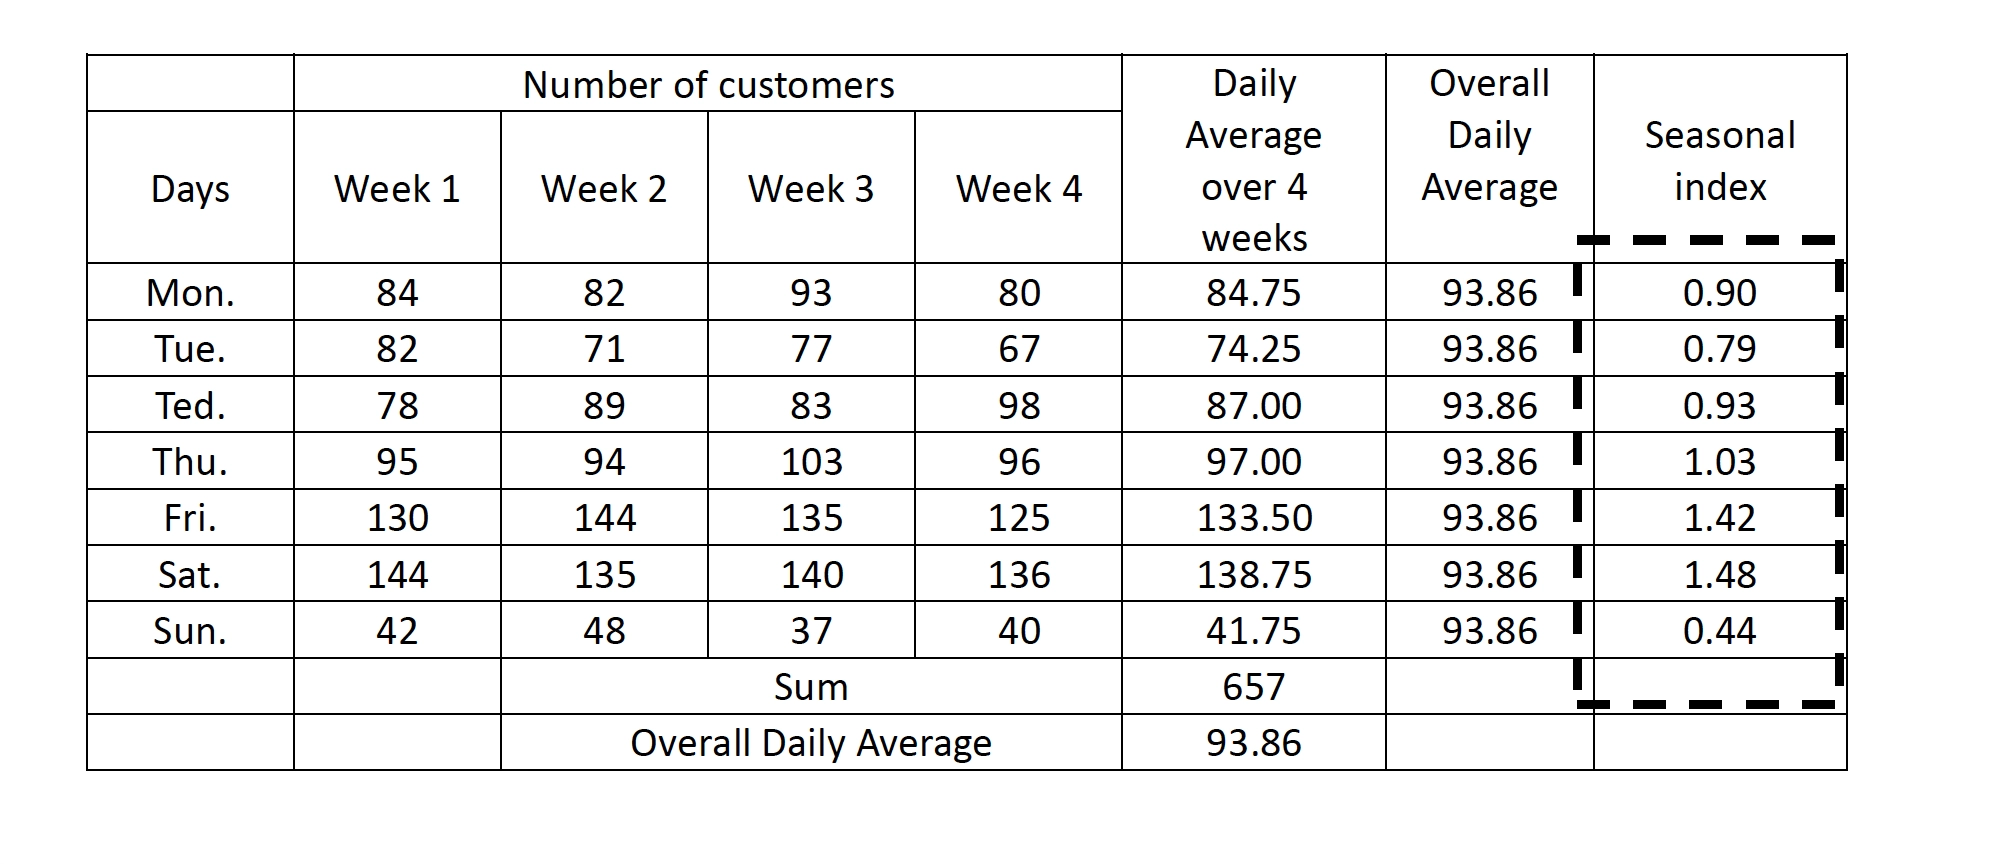 Number of customers
Daily Average over 4 weeks
Overall Daily Average
Seasonal index
Days Week 1 Week 2 Week 3 Week 4
Mon. 84 82 93 80 84.75 93.86 0.90
Tue. 82 71 77 67 74.25 93.86 0.79
Ted. 78 89 83 98 87.00 93.86 0.93
Thu. 95 94 103 96 97.00 93.86 1.03
Fri. 130 144 135 125 133.50 93.86 1.42
Sat. 144 135 140 136 138.75 93.86 1.48
Sun. 42 48 37 40 41.75 93.86 0.44
Sum 657
Overall Daily Average 93.86